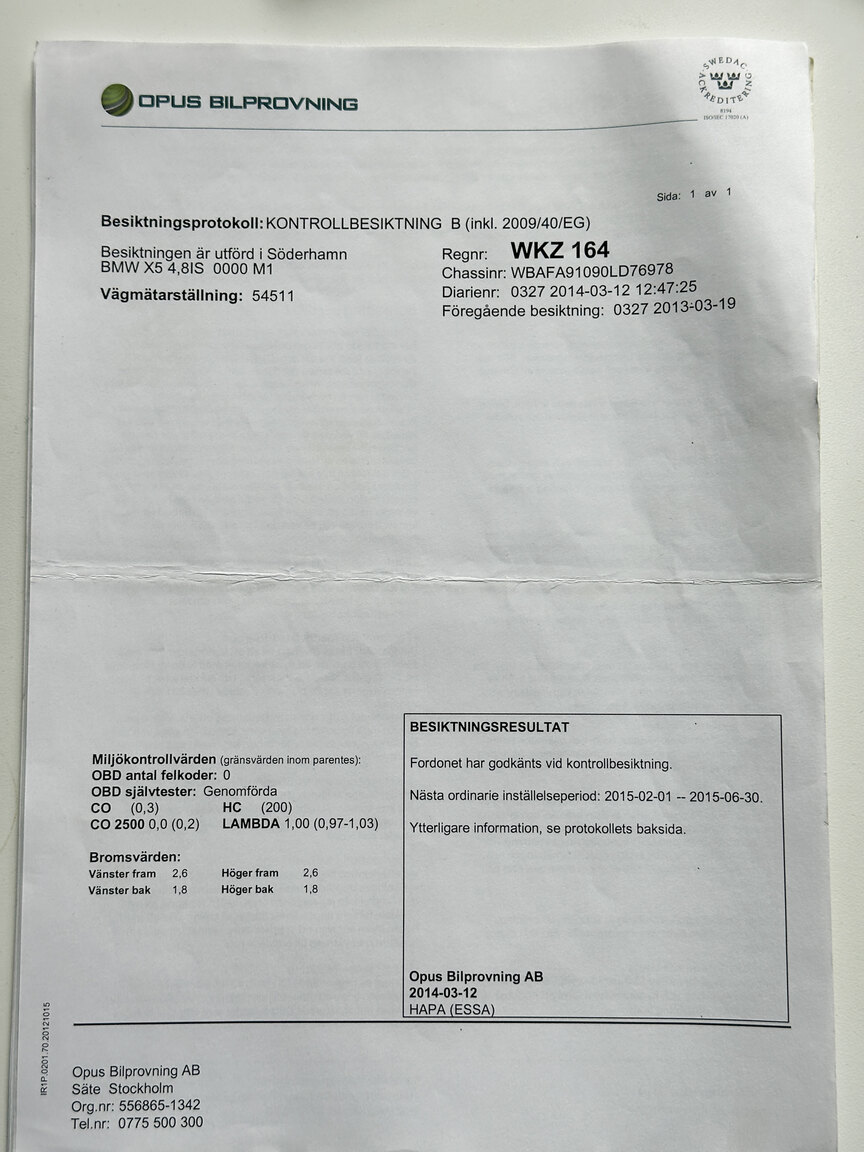 OPUS BILPROVNING
SWEDAC ACKREDITERING
8194
ISO/IEC 17020 (A)
Sida: 1 av 1
Besiktningsprotokoll: KONTROLLBESIKTNING B (inkl. 2009/40/EG)
Besiktningen är utförd i Söderhamn
BMW X5 4,8IS 0000 M1
Vägmätarställning: 54511
Regnr: WKZ 164
Chassinr: WBAFA91090LD76978
Diarienr: 0327 2014-03-12 12:47:25
Föregående besiktning: 0327 2013-03-19
Miljökontrollvärden (gränsvärden inom parentes):
OBD antal felkoder: 0
OBD självtester: Genomförda
CO (0,3) HC (200)
CO 2500 0,0 (0,2) LAMBDA 1,00 (0,97-1,03)
Bromsvärden:
Vänster fram 2,6 Höger fram 2,6
Vänster bak 1,8 Höger bak 1,8
BESIKTNINGSRESULTAT
Fordonet har godkänts vid kontrollbesiktning.
Nästa ordinarie inställelseperiod: 2015-02-01 -- 2015-06-30.
Ytterligare information, se protokollets baksida.
Opus Bilprovning AB
2014-03-12
HAPA (ESSA)
IR1P.0201.70.20121015
Opus Bilprovning AB
Säte Stockholm
Org.nr: 556865-1342
Tel.nr: 0775 500 300